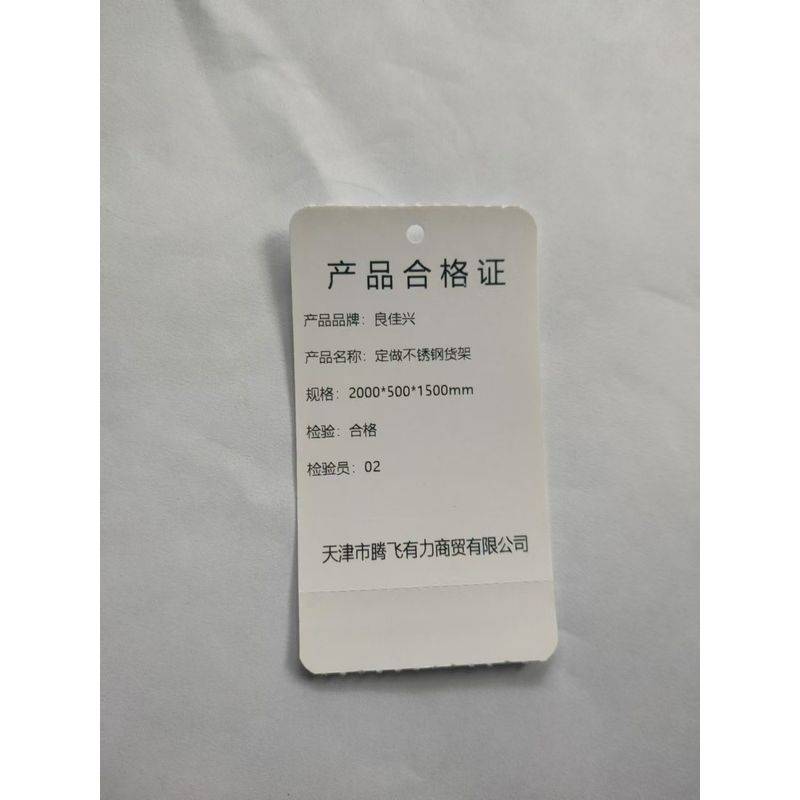 产品合格证
产品品牌：良佳兴
产品名称：定做不锈钢货架
规格：2000*500*1500mm
检验：合格
检验员：02
天津市腾飞有力商贸有限公司